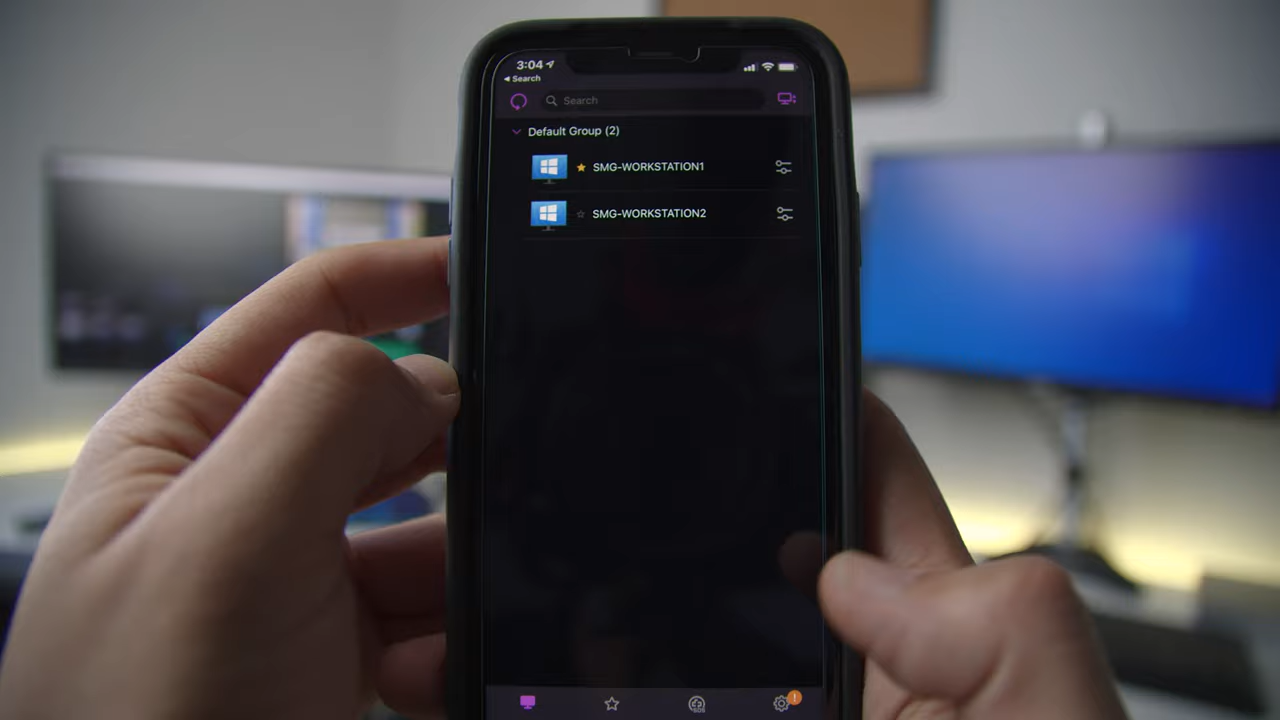 3:04
Search
Search
Default Group (2)
SMG-WORKSTATION1
SMG-WORKSTATION2